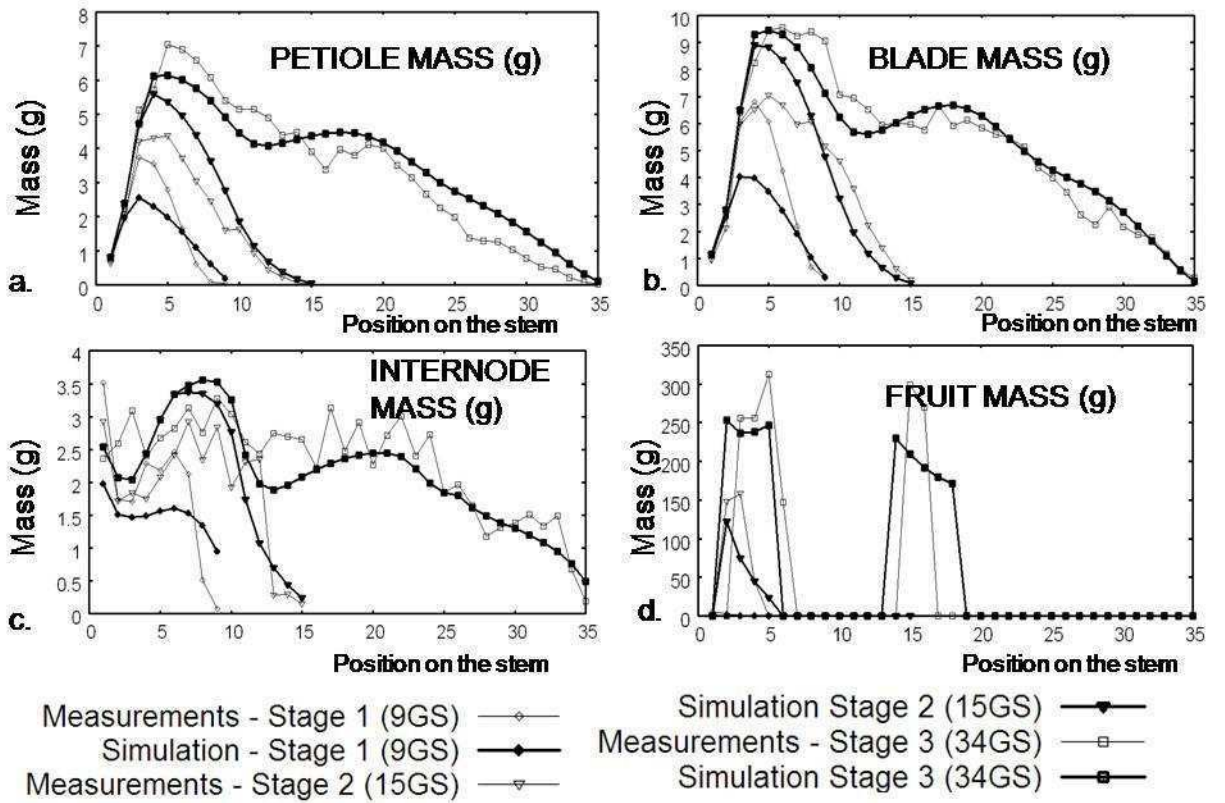 8
7
6
5
4
3
2
1
0
Mass (g)
PETIOLE MASS (g)
a.
0 5 10 15 20 25 30 35
Position on the stem
10
9
8
7
6
5
4
3
2
1
0
Mass (g)
BLADE MASS (g)
b.
0 5 10 15 20 25 30 35
Position on the stem
4
3.5
3
2.5
2
1.5
1
0.5
0
Mass (g)
INTERNODE
MASS (g)
c.
0 5 10 15 20 25 30 35
Position on the stem
350
300
250
200
150
100
50
0
Mass (g)
FRUIT MASS (g)
d.
0 5 10 15 20 25 30 35
Position on the stem
Measurements - Stage 1 (9GS)
Simulation - Stage 1 (9GS)
Measurements - Stage 2 (15GS)
Simulation Stage 2 (15GS)
Measurements - Stage 3 (34GS)
Simulation Stage 3 (34GS)